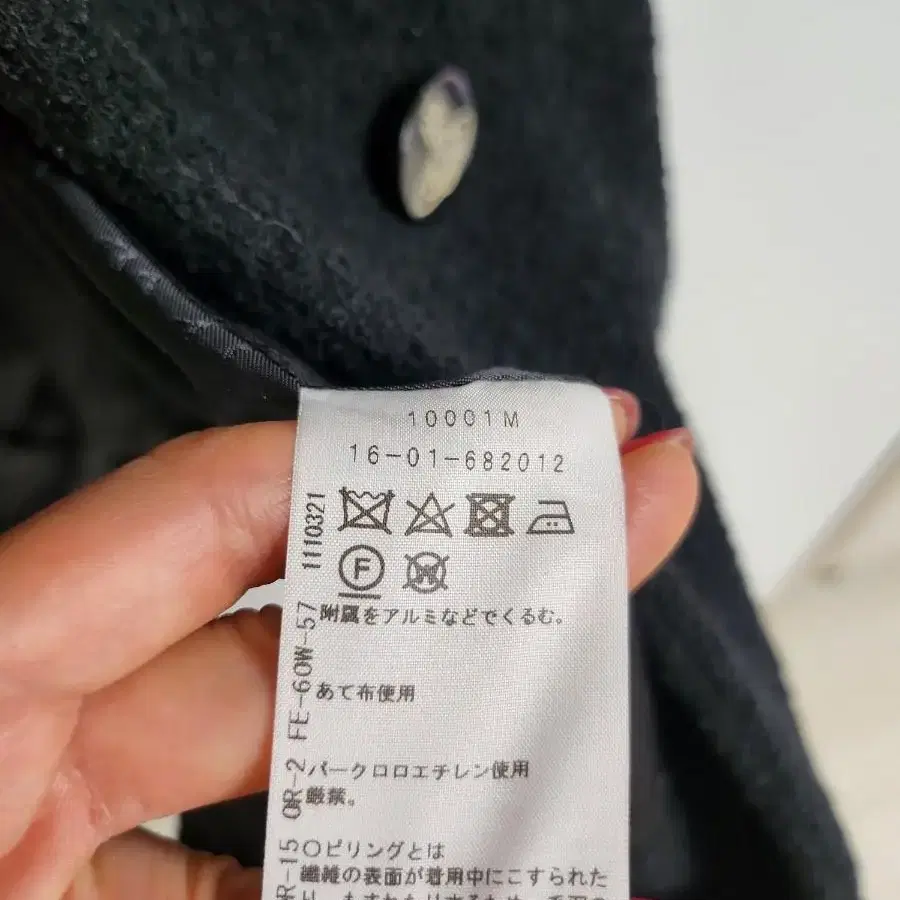 10001M
16-01-682012
F
W
附属をアルミなどでくるむ。
あて布使用
パークロロエチレン使用
厳禁。
〇ピリングとは
繊維の表面が着用中にこすられた
1110321
FE-60W-57
OR-2
R-15